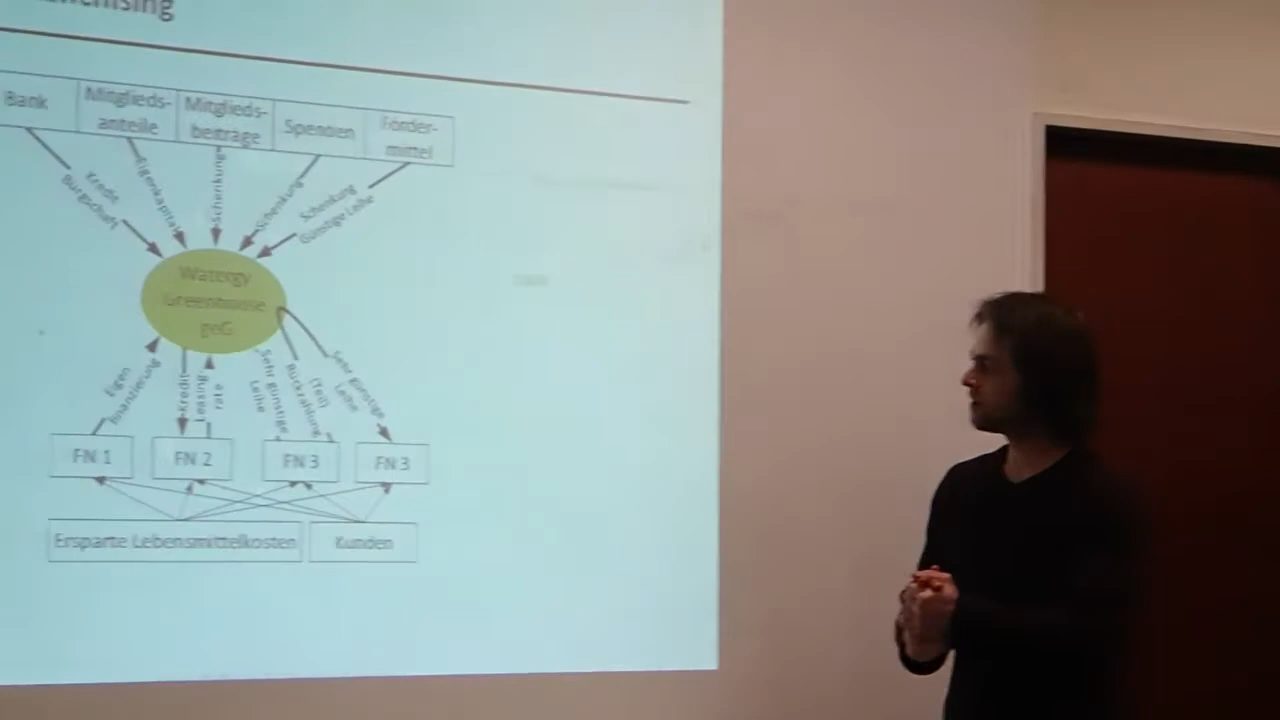 Bank
Mitglieds-
anteile
Mitglieds-
beiträge
Spenden
Förder-
mittel
Kredit
Bürgschaft
Eigenkapital
Schenkung
Schenkung
Schenkung
Günstige Leihe
Watergy
Greenhouse
geG
Eigen
finanzierung
Kredit
Leasing
rate
Sehr günstige
Leihe
(Teil)
Rückzahlung
Sehr günstige
Leihe
FN 1
FN 2
FN 3
FN 3
Ersparte Lebensmittelkosten
Kunden